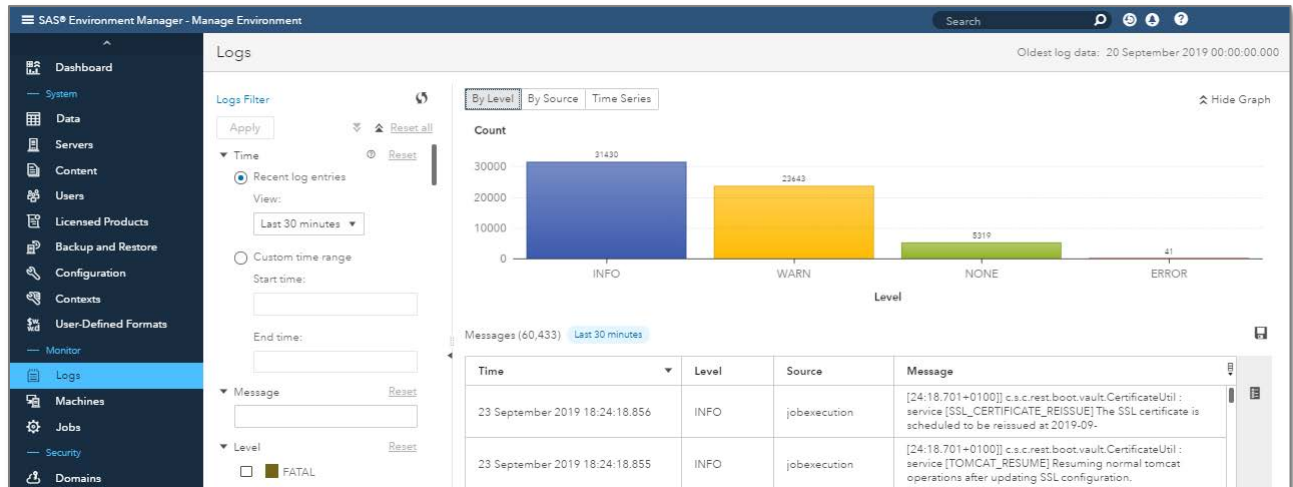 SAS® Environment Manager - Manage Environment
Search
Dashboard
System
Data
Servers
Content
Users
Licensed Products
Backup and Restore
Configuration
Contexts
User-Defined Formats
Monitor
Logs
Machines
Jobs
Security
Domains
Logs
Oldest log data: 20 September 2019 00:00:00.000
Logs Filter
Apply
Reset all
Time
Reset
Recent log entries
View:
Last 30 minutes
Custom time range
Start time:
End time:
Message
Reset
Level
Reset
FATAL
By Level
By Source
Time Series
Hide Graph
Count
30000
20000
10000
0
31430
23643
5319
41
INFO
WARN
NONE
ERROR
Level
Messages (60,433)
Last 30 minutes
Time
Level
Source
Message
23 September 2019 18:24:18.856
INFO
jobexecution
[24:18.701+0100]] c.s.c.rest.boot.vault.CertificateUtil :
service [SSL_CERTIFICATE_REISSUE] The SSL certificate is
scheduled to be reissued at 2019-09-
23 September 2019 18:24:18.855
INFO
jobexecution
[24:18.701+0100]] c.s.c.rest.boot.vault.CertificateUtil :
service [TOMCAT_RESUME] Resuming normal tomcat
operations after updating SSL configuration.